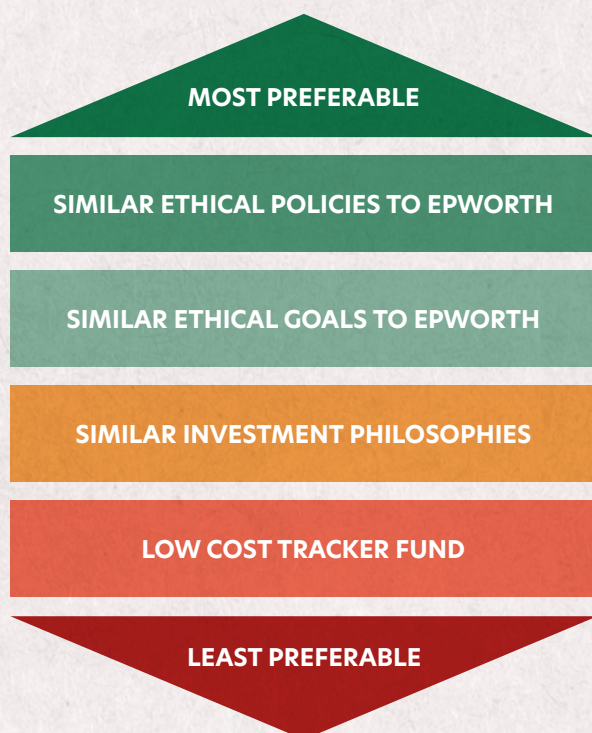 MOST PREFERABLE
SIMILAR ETHICAL POLICIES TO EPWORTH
SIMILAR ETHICAL GOALS TO EPWORTH
SIMILAR INVESTMENT PHILOSOPHIES
LOW COST TRACKER FUND
LEAST PREFERABLE